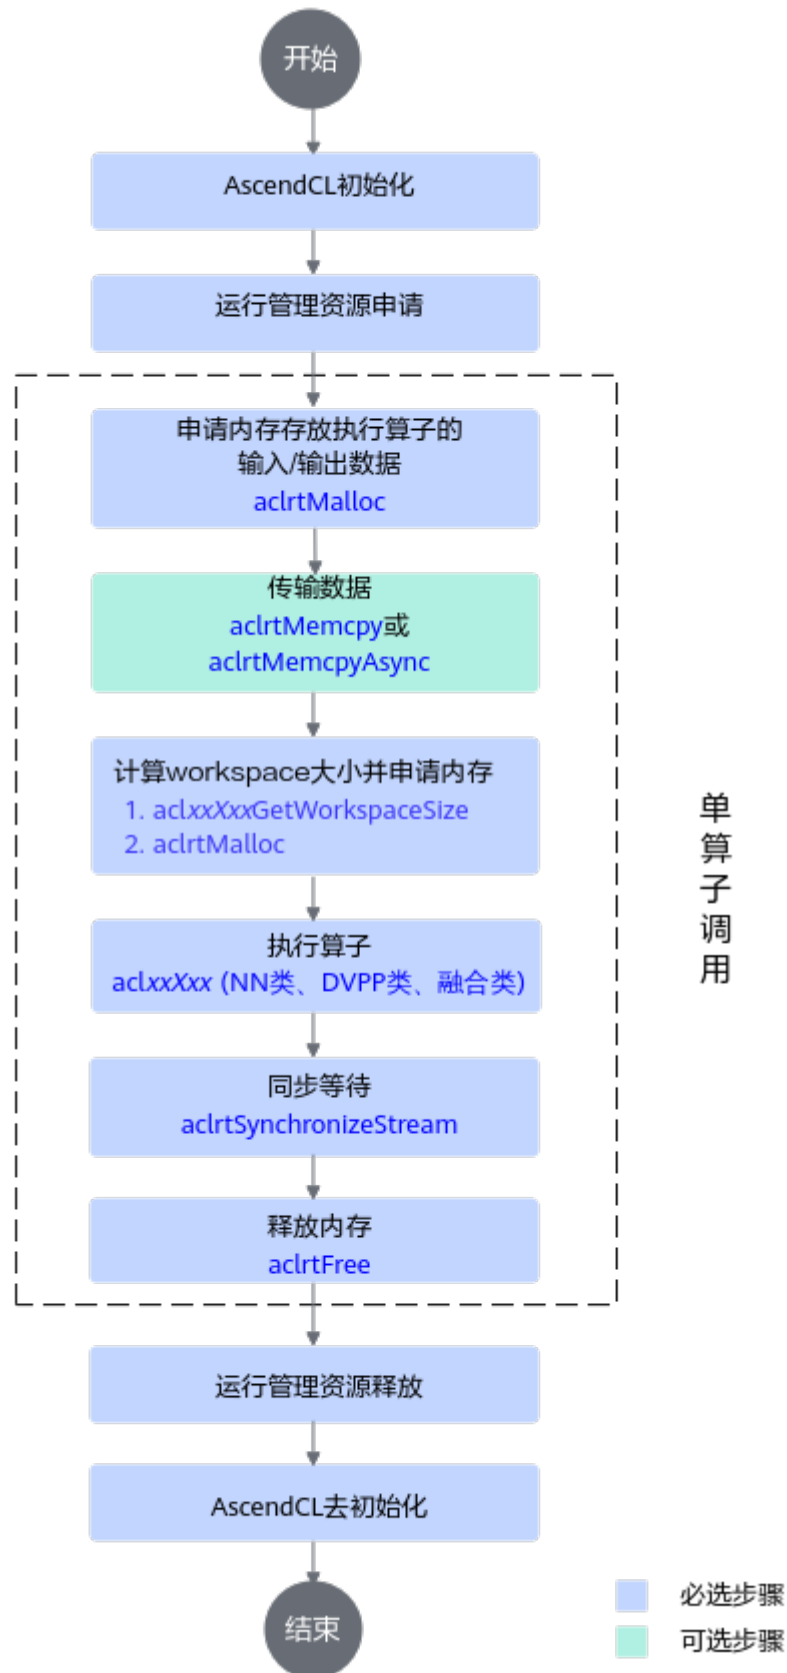 开始
AscendCL初始化
运行管理资源申请
申请内存存放执行算子的
输入/输出数据
aclrtMalloc
传输数据
aclrtMemcpy或
aclrtMemcpyAsync
计算workspace大小并申请内存
1. aclxxXxxGetWorkspaceSize
2. aclrtMalloc
执行算子
aclxxXxx (NN类、DVPP类、融合类)
同步等待
aclrtSynchronizeStream
释放内存
aclrtFree
单算子调用
运行管理资源释放
AscendCL去初始化
结束
必选步骤
可选步骤